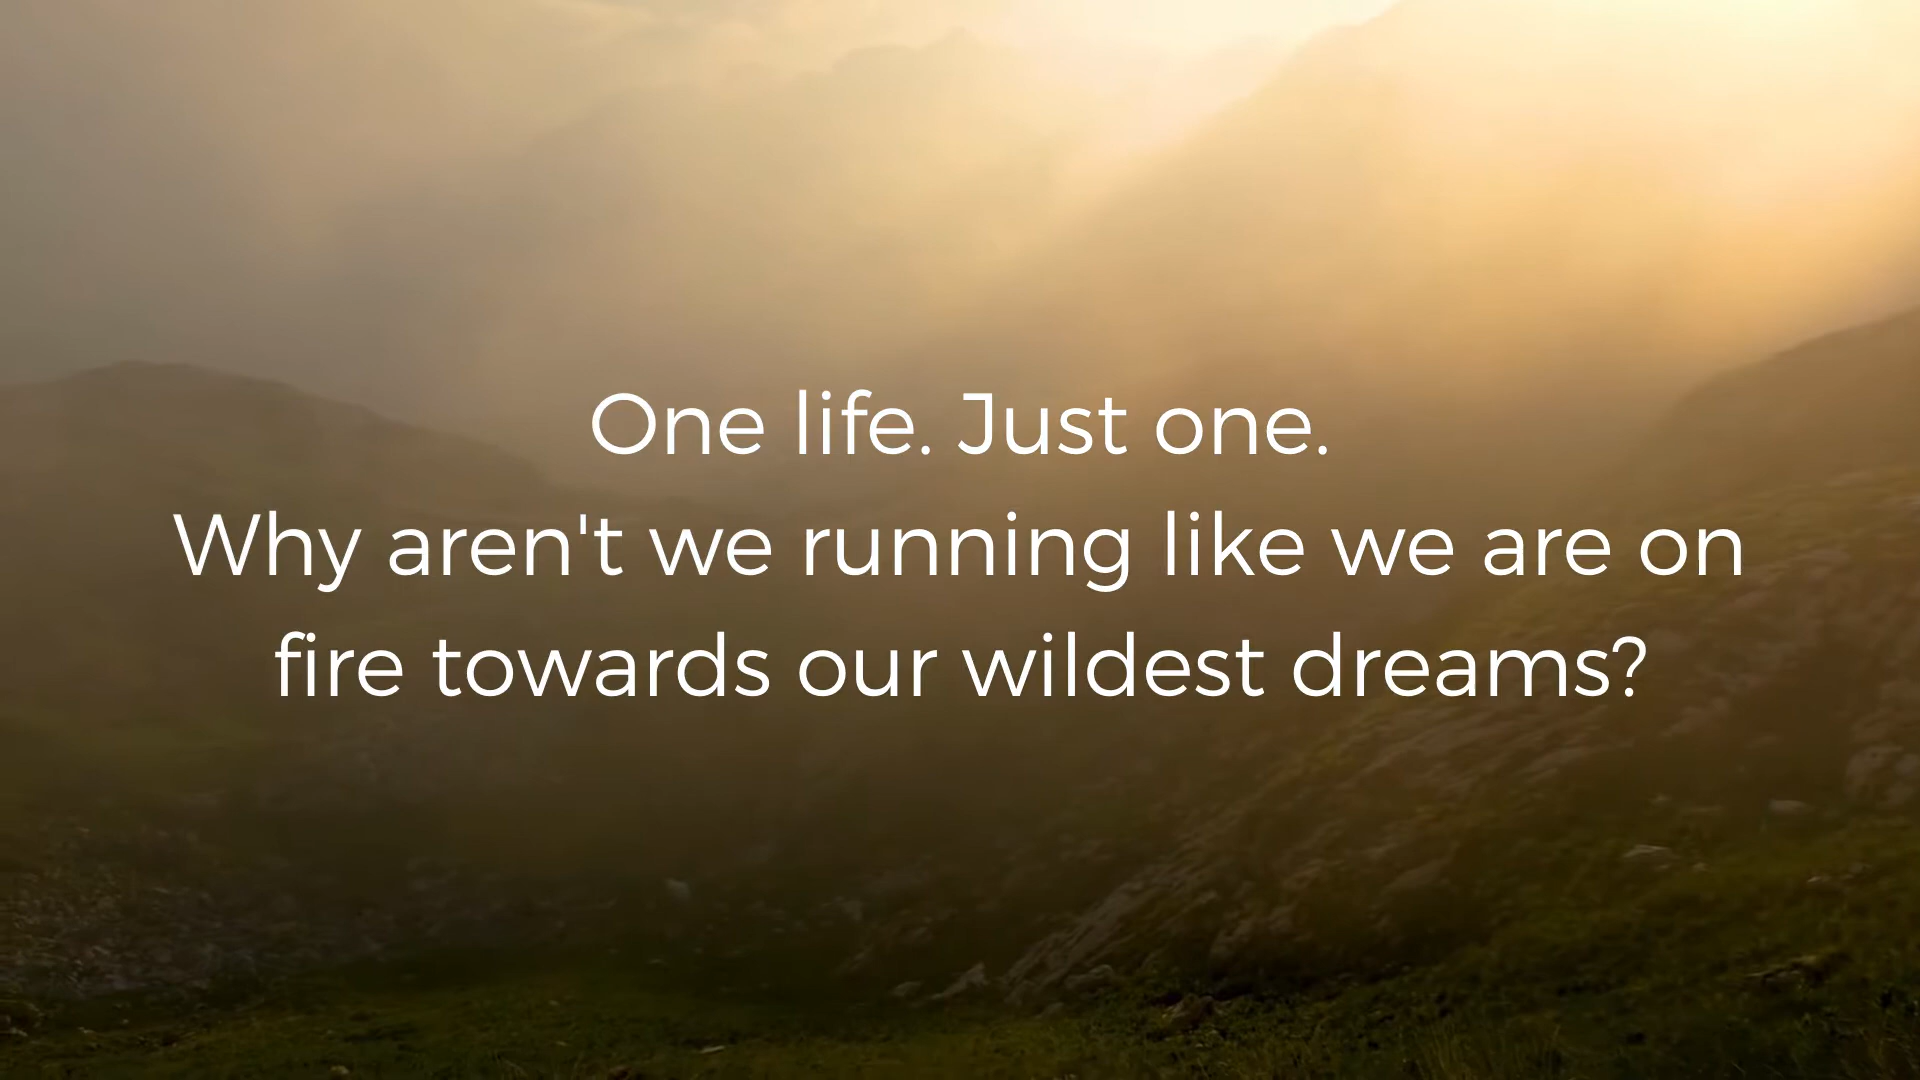 One life. Just one.
Why aren't we running like we are on
fire towards our wildest dreams?